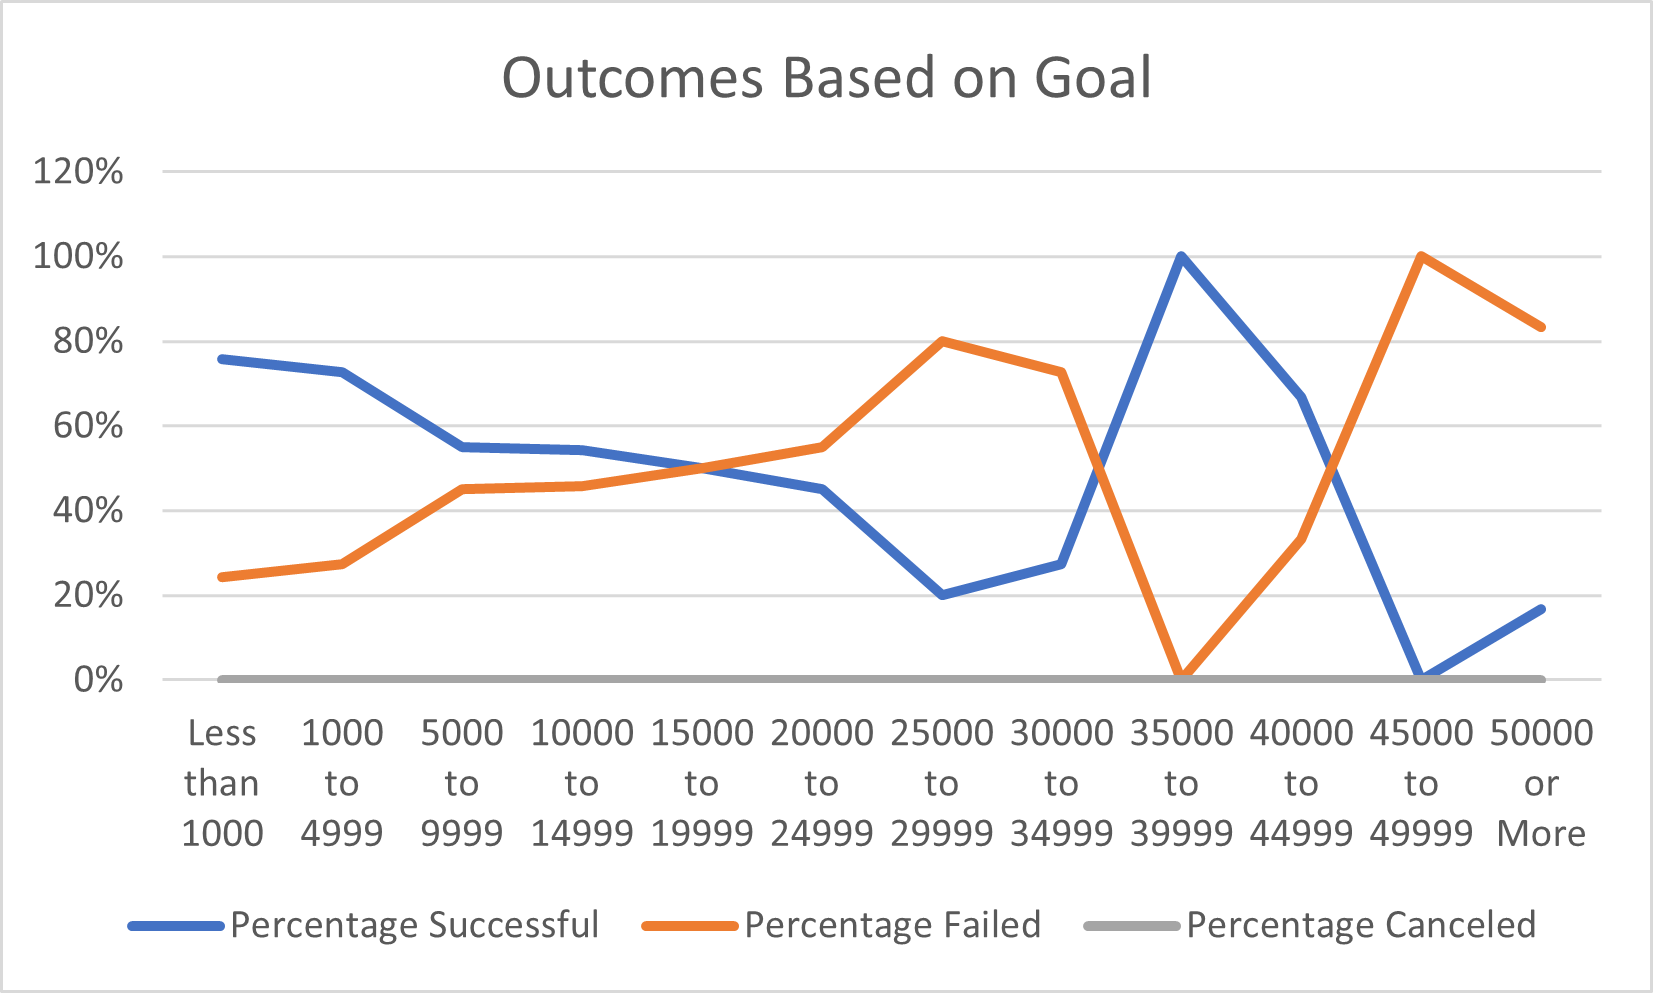 Outcomes Based on Goal
120%
100%
80%
60%
40%
20%
0%
Less than 1000
1000 to 4999
5000 to 9999
10000 to 14999
15000 to 19999
20000 to 24999
25000 to 29999
30000 to 34999
35000 to 39999
40000 to 44999
45000 to 49999
50000 or More
Percentage Successful
Percentage Failed
Percentage Canceled